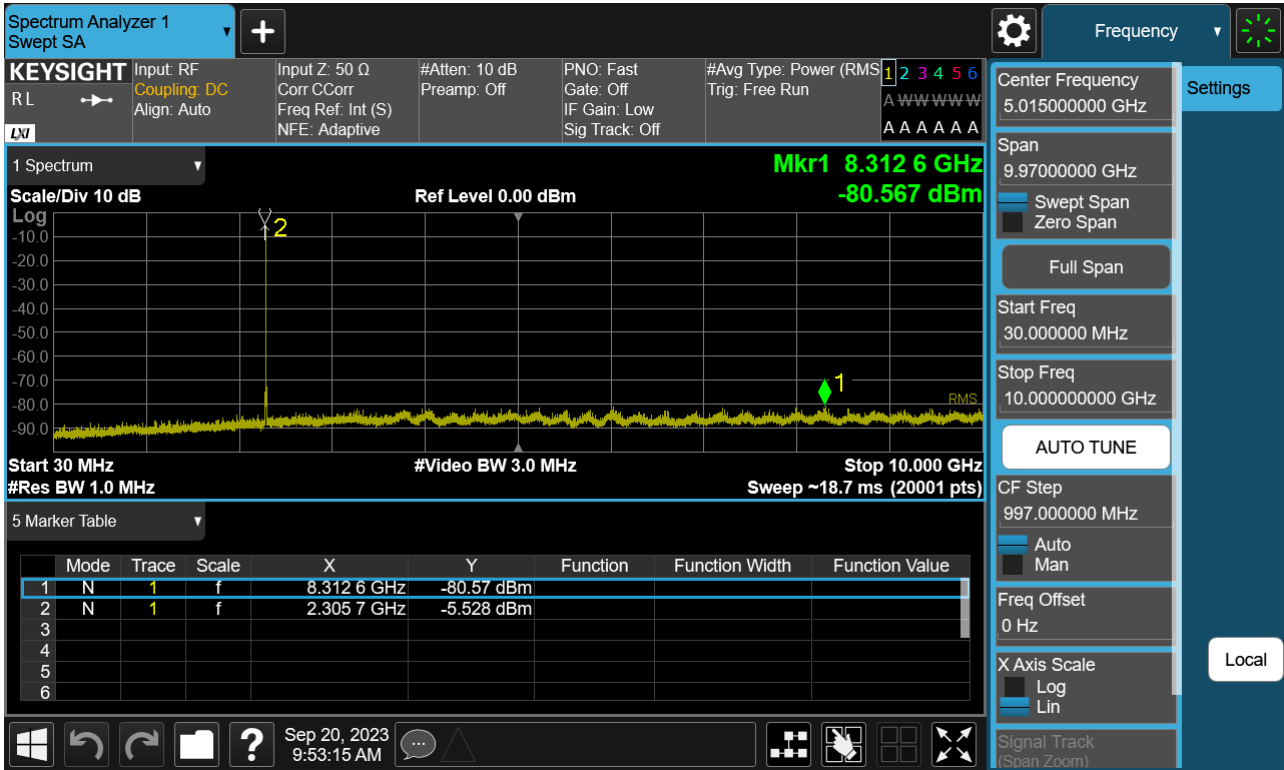 Spectrum Analyzer 1
Swept SA
Frequency
KEYSIGHT
R L
LXI
Input: RF
Coupling: DC
Align: Auto
Input Z: 50 Ω
Corr CCorr
Freq Ref: Int (S)
NFE: Adaptive
#Atten: 10 dB
Preamp: Off
PNO: Fast
Gate: Off
IF Gain: Low
Sig Track: Off
#Avg Type: Power (RMS
Trig: Free Run
1 2 3 4 5 6
A W W W W W
A A A A A A
1 Spectrum
Mkr1 8.312 6 GHz
-80.567 dBm
Scale/Div 10 dB
Ref Level 0.00 dBm
Log
-10.0
-20.0
-30.0
-40.0
-50.0
-60.0
-70.0
-80.0
-90.0
2
1
RMS
Start 30 MHz
#Video BW 3.0 MHz
Stop 10.000 GHz
#Res BW 1.0 MHz
Sweep ~18.7 ms (20001 pts)
5 Marker Table
Mode Trace Scale X Y Function Function Width Function Value
1 N 1 f 8.312 6 GHz -80.57 dBm
2 N 1 f 2.305 7 GHz -5.528 dBm
3
4
5
6
?
Sep 20, 2023
9:53:15 AM
Center Frequency
5.015000000 GHz
Span
9.97000000 GHz
Swept Span
Zero Span
Full Span
Start Freq
30.000000 MHz
Stop Freq
10.000000000 GHz
AUTO TUNE
CF Step
997.000000 MHz
Auto
Man
Freq Offset
0 Hz
X Axis Scale
Log
Lin
Signal Track
(Span Zoom)
Settings
Local